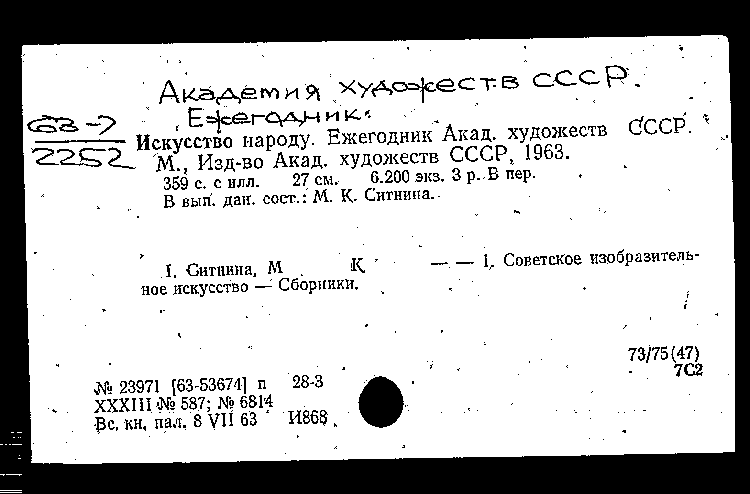 Академия художеств СССР.
Ежегодник.
63-7
2252
Искусство народу. Ежегодник Акад. художеств СССР.
М., Изд-во Акад. художеств СССР, 1963.
359 с. с илл. 27 см. 6.200 экз. 3 р. В пер.
В вып. дан. сост.: М. К. Ситнина.
I. Ситнина, М К — — 1. Советское изобразитель-
ное искусство — Сборники.
73/75(47)
7С2
№ 23971 [63-53674] п 28-3
XXXIII № 587; № 6814
Вс. кн. пал. 8 VII 63 И868